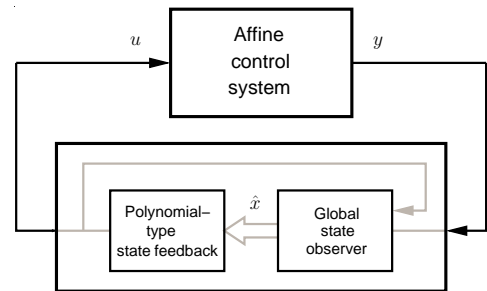 u
Affine
control
system
y
Polynomial–
type
state feedback
x̂
Global
state
observer